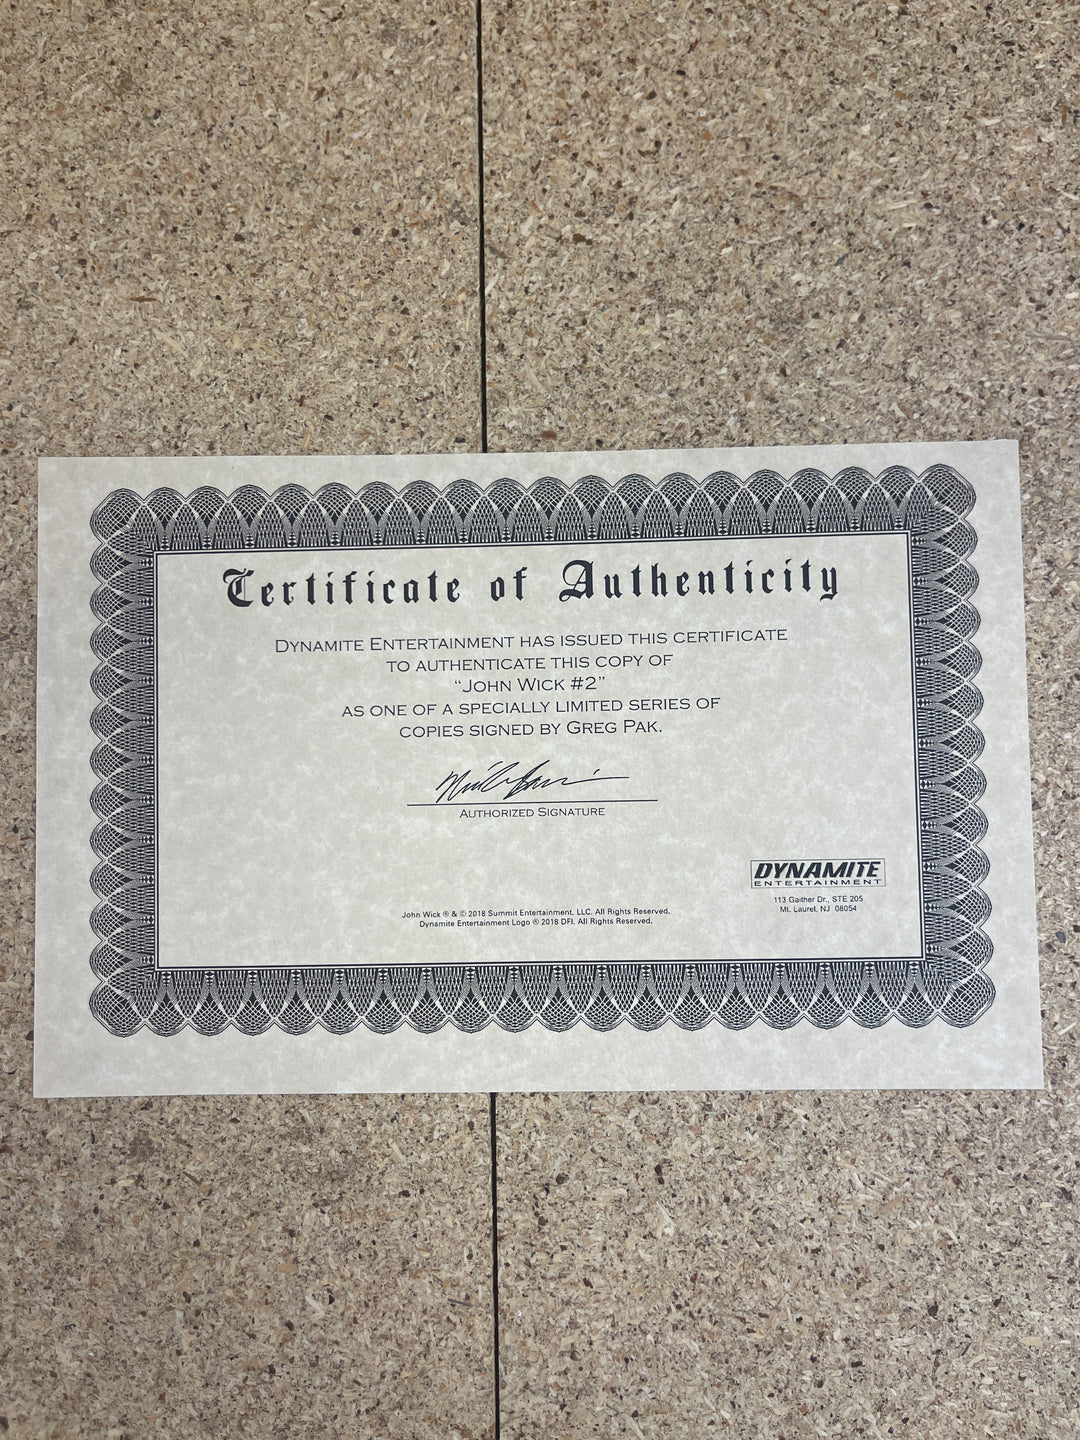 Certificate of Authenticity
DYNAMITE ENTERTAINMENT HAS ISSUED THIS CERTIFICATE
TO AUTHENTICATE THIS COPY OF
“JOHN WICK #2”
AS ONE OF A SPECIALLY LIMITED SERIES OF
COPIES SIGNED BY GREG PAK.
AUTHORIZED SIGNATURE
DYNAMITE
ENTERTAINMENT
113 Gaither Dr., STE 205
Mt. Laurel, NJ 08054
John Wick ® & © 2018 Summit Entertainment, LLC. All Rights Reserved.
Dynamite Entertainment Logo ® 2018 DFI. All Rights Reserved.